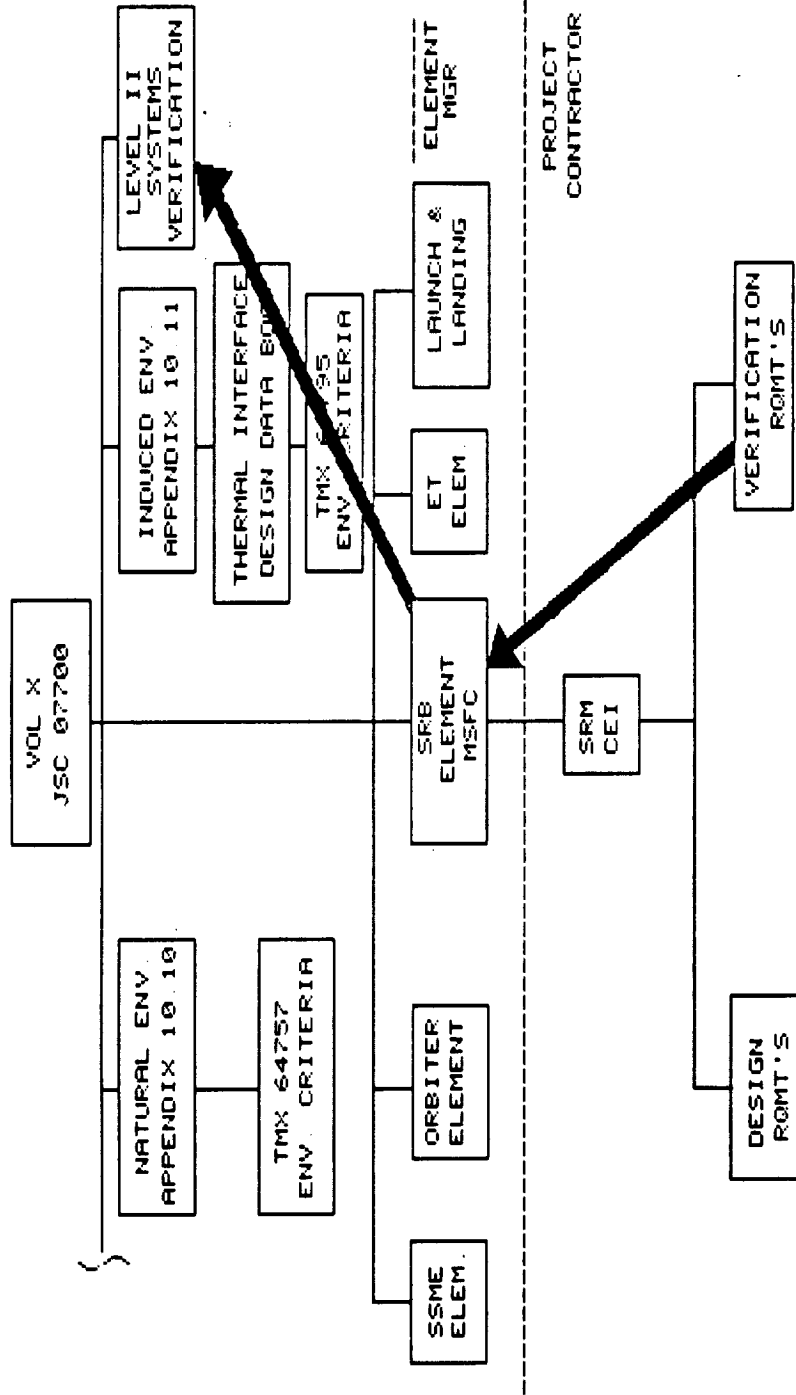 VOL X
JSC 07700
NATURAL ENV.
APPENDIX 10.10
INDUCED ENV.
APPENDIX 10.11
LEVEL II
SYSTEMS
VERIFICATION
TMX 64757
ENV. CRITERIA
THERMAL INTERFACE
DESIGN DATA
TMX
ENV
SSME
ELEM.
ORBITER
ELEMENT
SRB
ELEMENT
MSFC
ET
ELEM
LAUNCH &
LANDING
ELEMENT
MGR
PROJECT
CONTRACTOR
SRM
CEI
DESIGN
RQMT'S
VERIFICATION
RQMT'S